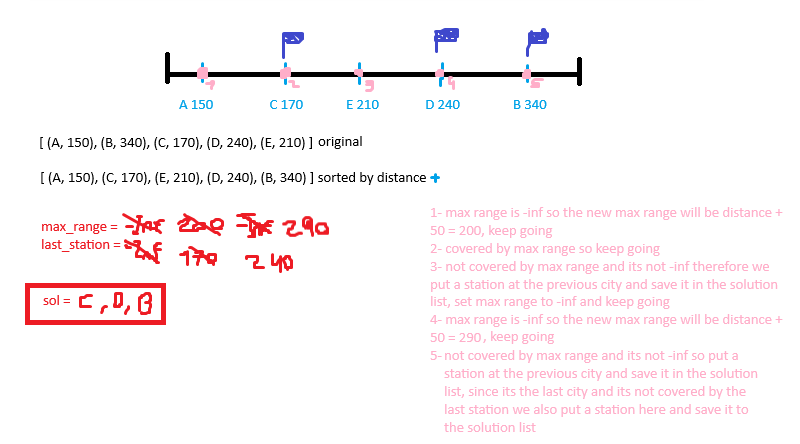 1 2 3 4 5
A 150 C 170 E 210 D 240 B 340
[ (A, 150), (B, 340), (C, 170), (D, 240), (E, 210) ] original
[ (A, 150), (C, 170), (E, 210), (D, 240), (B, 340) ] sorted by distance +
max_range = -Inf 200 -Inf 290
last_station = -Inf 170 240
sol = C, D, B
1- max range is -inf so the new max range will be distance +
50 = 200, keep going
2- covered by max range so keep going
3- not covered by max range and its not -inf therefore we
put a station at the previous city and save it in the solution
list, set max range to -inf and keep going
4- max range is -inf so the new max range will be distance +
50 = 290, keep going
5- not covered by max range and its not -inf so put a
station at the previous city and save it in the solution
list, since its the last city and its not covered by the
last station we also put a station here and save it to
the solution list